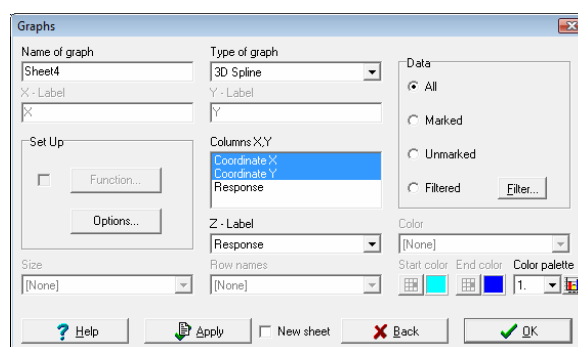 Graphs
Name of graph
Sheet4
X - Label
X
Set Up
Function...
Options...
Size
[None]
Type of graph
3D Spline
Y - Label
Y
Columns X,Y
Coordinate X
Coordinate Y
Response
Z - Label
Response
Row names
[None]
Data
All
Marked
Unmarked
Filtered
Filter...
Color
[None]
Start color
End color
Color palette
1.
Help
Apply
New sheet
Back
OK